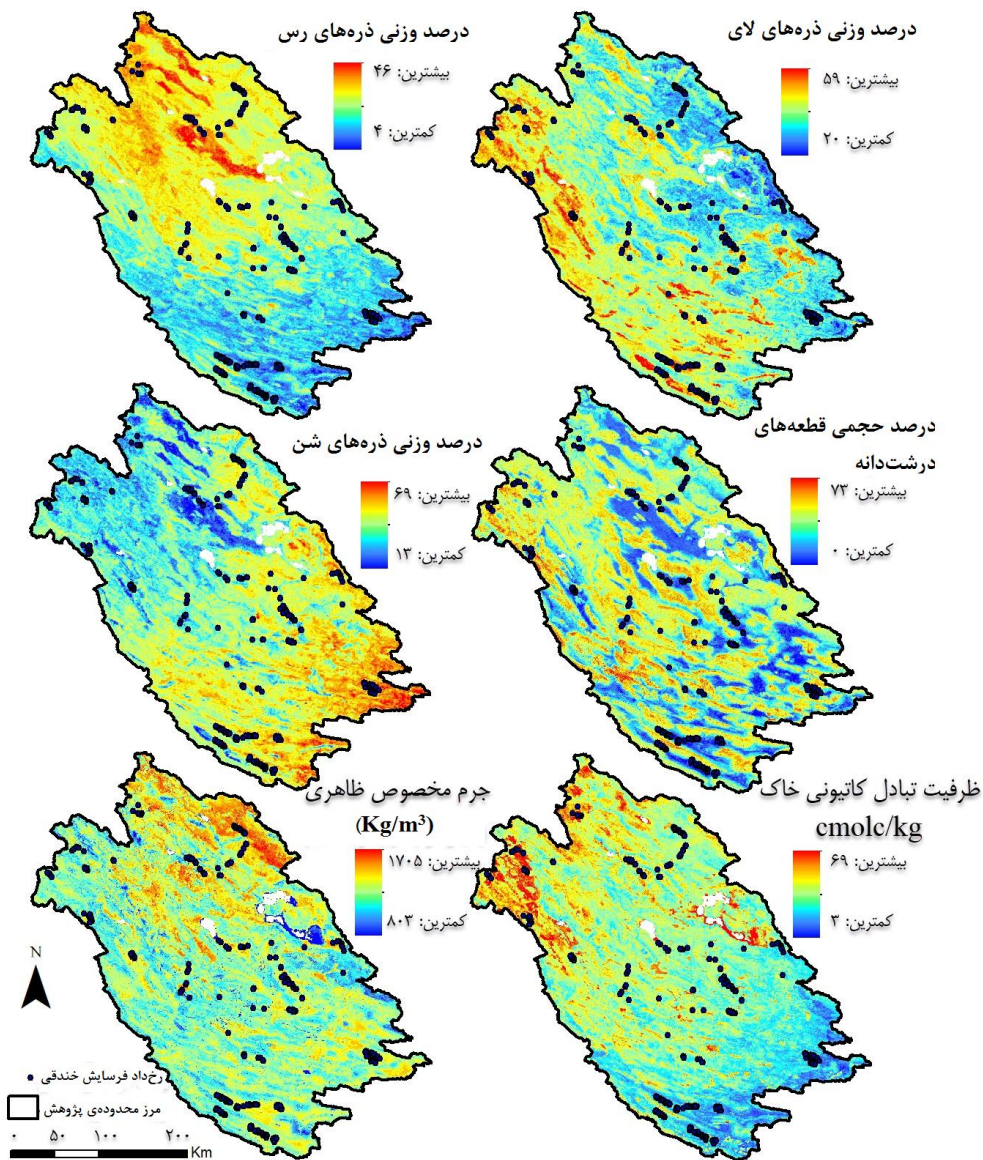 درصد وزنی ذره‌های رس
بیشترین: ۴۶
کمترین: ۴
درصد وزنی ذره‌های لای
بیشترین: ۵۹
کمترین: ۲۰
درصد وزنی ذره‌های شن
بیشترین: ۶۹
کمترین: ۱۳
درصد حجمی قطعه‌های
درشت‌دانه
بیشترین: ۷۳
کمترین: ۰
جرم مخصوص ظاهری
(Kg/m³)
بیشترین: ۱۷۰۵
کمترین: ۸۰۳
ظرفیت تبادل کاتیونی خاک
cmolc/kg
بیشترین: ۶۹
کمترین: ۳
N
رخ‌داد فرسایش خندقی
مرز محدوده‌ی پژوهش
۰ ۵۰ ۱۰۰ ۲۰۰
Km